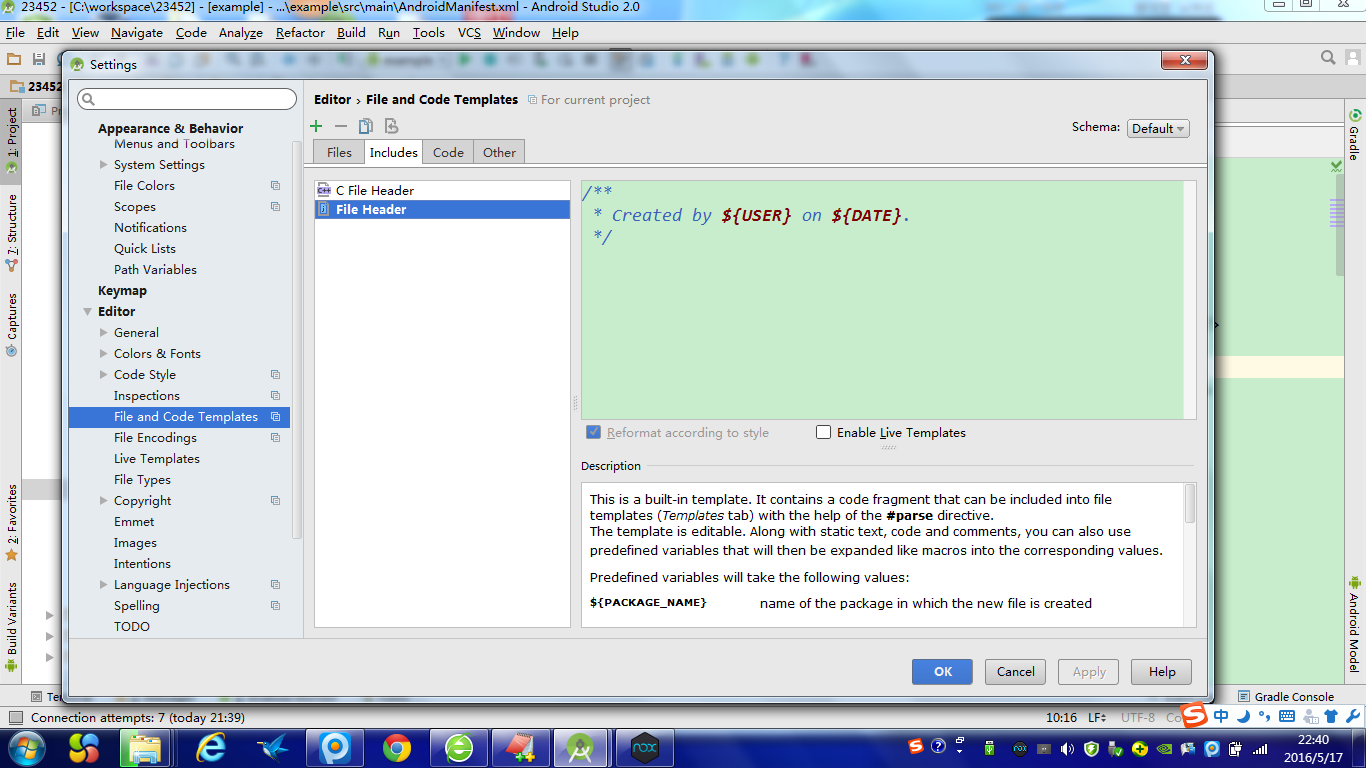 23452 - [C:\workspace\23452] - [example] - ...\example\src\main\AndroidManifest.xml - Android Studio 2.0
File Edit View Navigate Code Analyze Refactor Build Run Tools VCS Window Help
Settings
23452
1: Project
7: Structure
Captures
2: Favorites
Build Variants
Appearance & Behavior
Menus and Toolbars
System Settings
File Colors
Scopes
Notifications
Quick Lists
Path Variables
Keymap
Editor
General
Colors & Fonts
Code Style
Inspections
File and Code Templates
File Encodings
Live Templates
File Types
Copyright
Emmet
Images
Intentions
Language Injections
Spelling
TODO
Editor › File and Code Templates For current project
Schema: Default
Files Includes Code Other
C File Header
File Header
/**
* Created by ${USER} on ${DATE}.
*/
Reformat according to style Enable Live Templates
Description
This is a built-in template. It contains a code fragment that can be included into file
templates (Templates tab) with the help of the #parse directive.
The template is editable. Along with static text, code and comments, you can also use
predefined variables that will then be expanded like macros into the corresponding values.
Predefined variables will take the following values:
${PACKAGE_NAME} name of the package in which the new file is created
OK Cancel Apply Help
Gradle
Android Model
Gradle Console
Connection attempts: 7 (today 21:39) 10:16 LF UTF-8
中
nox
22:40
2016/5/17